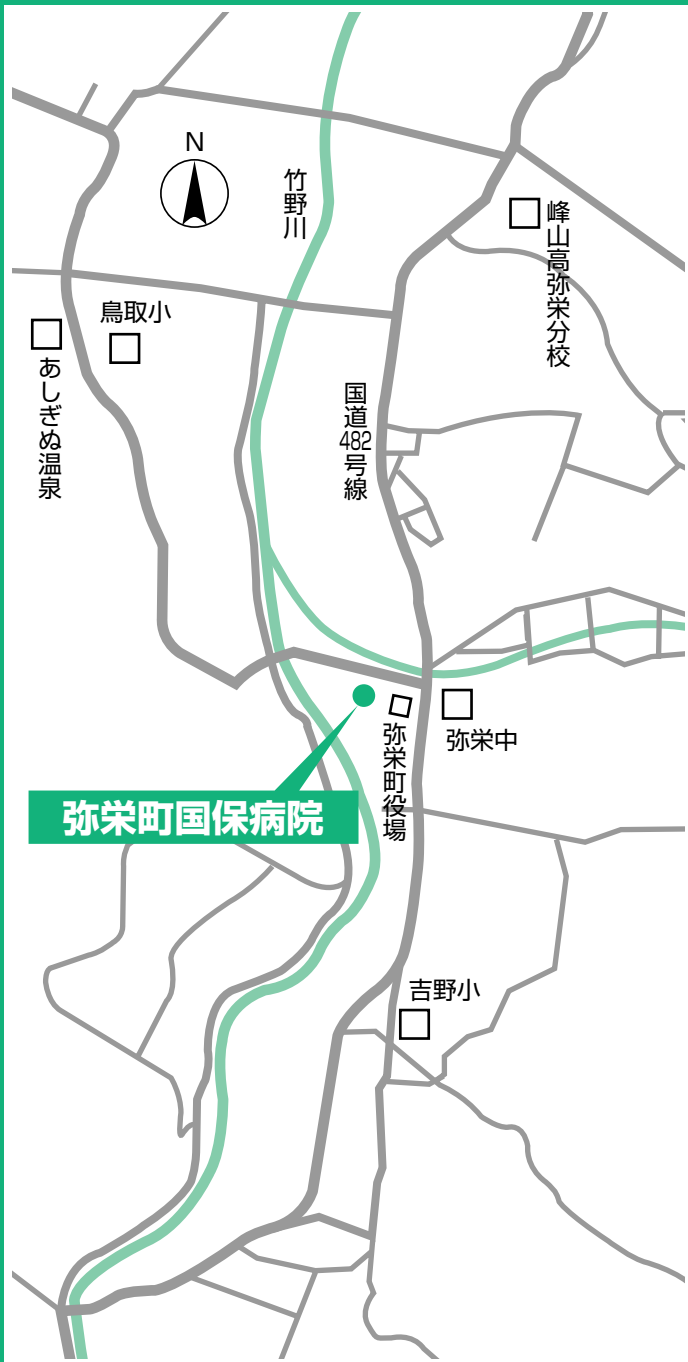 N
竹野川
峰山高弥栄分校
鳥取小
あしぎぬ温泉
国道482号線
弥栄中
弥栄町役場
弥栄町国保病院
吉野小